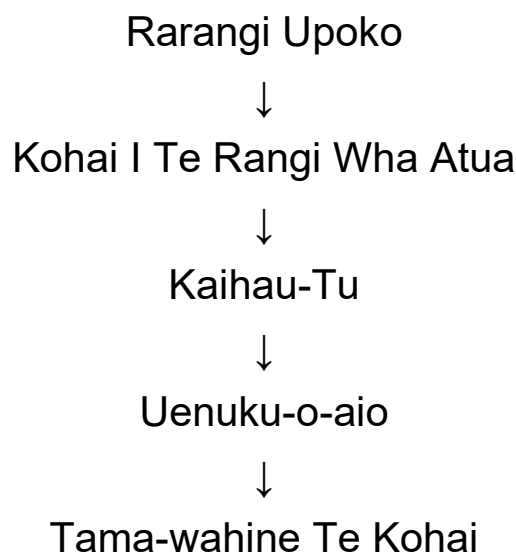 Rarangi Upoko
↓
Kohai I Te Rangi Wha Atua
↓
Kaihau-Tu
↓
Uenuku-o-aio
↓
Tama-wahine Te Kohai